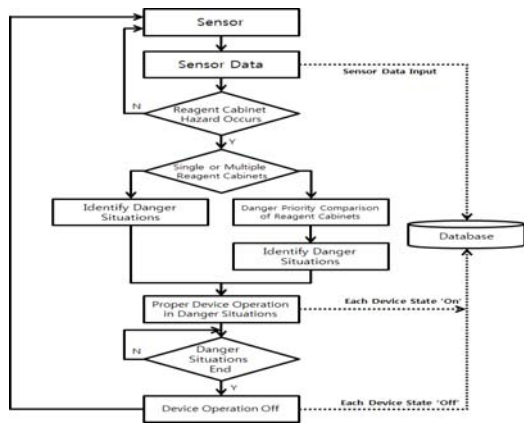 Sensor
Sensor Data
Sensor Data Input
Reagent Cabinet
Hazard Occurs
N
Y
Single or Multiple
Reagent Cabinets
Identify Danger
Situations
Danger Priority Comparison
of Reagent Cabinets
Identify Danger
Situations
Database
Proper Device Operation
in Danger Situations
Each Device State 'On'
Danger
Situations
End
N
Y
Device Operation Off
Each Device State 'Off'